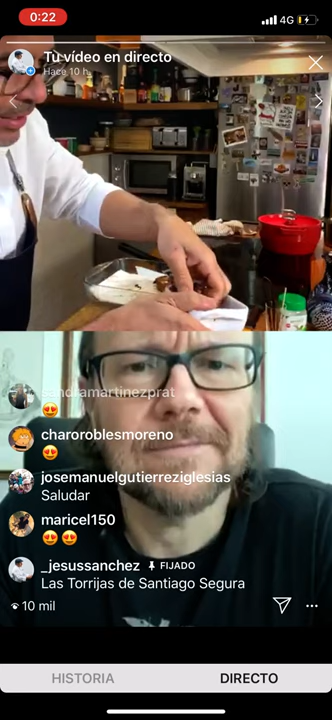 0:22
4G
Tu vídeo en directo
Hace 10 h
sandramartinezprat
😍
charoroblesmoreno
😍
josemanuelgutierreziglesias
Saludar
maricel150
😍😍
_jesussanchez FIJADO
Las Torrijas de Santiago Segura
10 mil
HISTORIA
DIRECTO